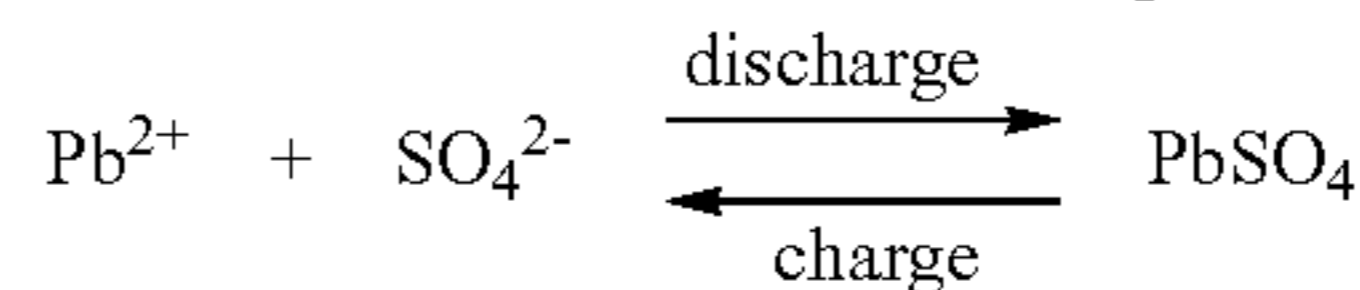 discharge
Pb²⁺ + SO₄²⁻ PbSO₄
charge